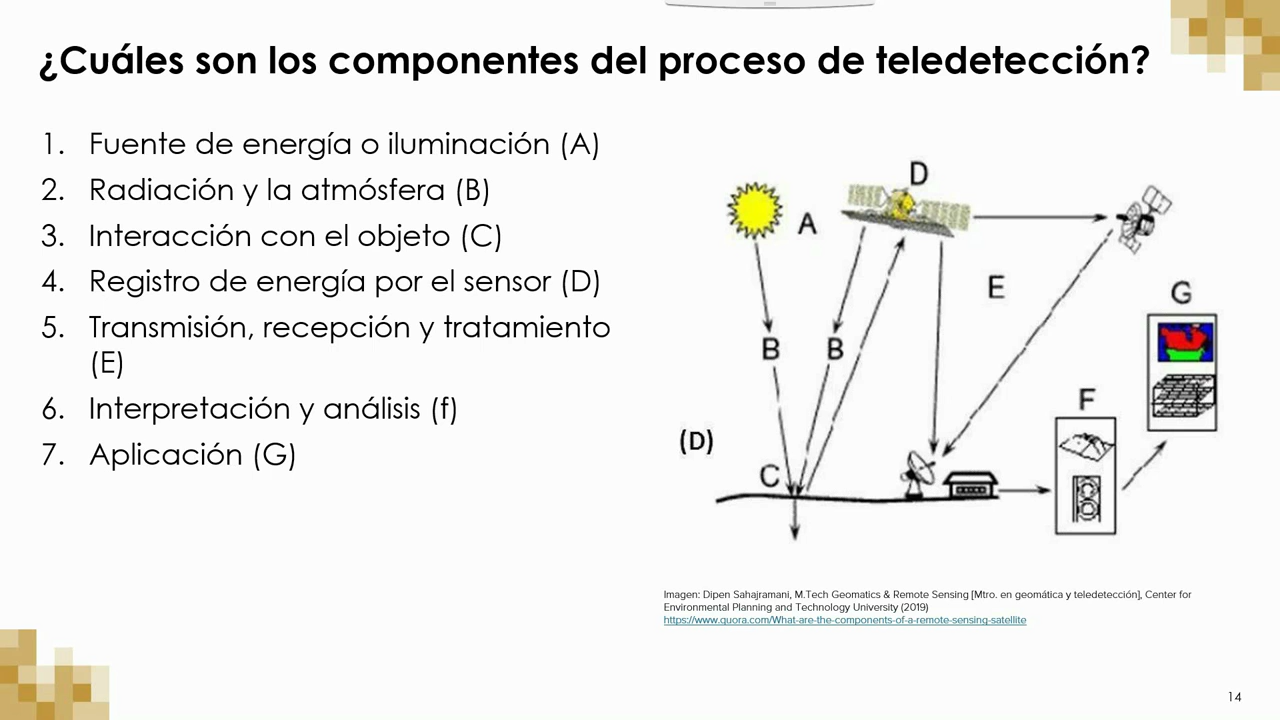 ¿Cuáles son los componentes del proceso de teledetección?
1. Fuente de energía o iluminación (A)
2. Radiación y la atmósfera (B)
3. Interacción con el objeto (C)
4. Registro de energía por el sensor (D)
5. Transmisión, recepción y tratamiento
(E)
6. Interpretación y análisis (f)
7. Aplicación (G)
D
A
E
G
B
B
F
(D)
C
Imagen: Dipen Sahajramani, M.Tech Geomatics & Remote Sensing [Mtro. en geomática y teledetección], Center for
Environmental Planning and Technology University (2019)
https://www.quora.com/What-are-the-components-of-a-remote-sensing-satellite
14